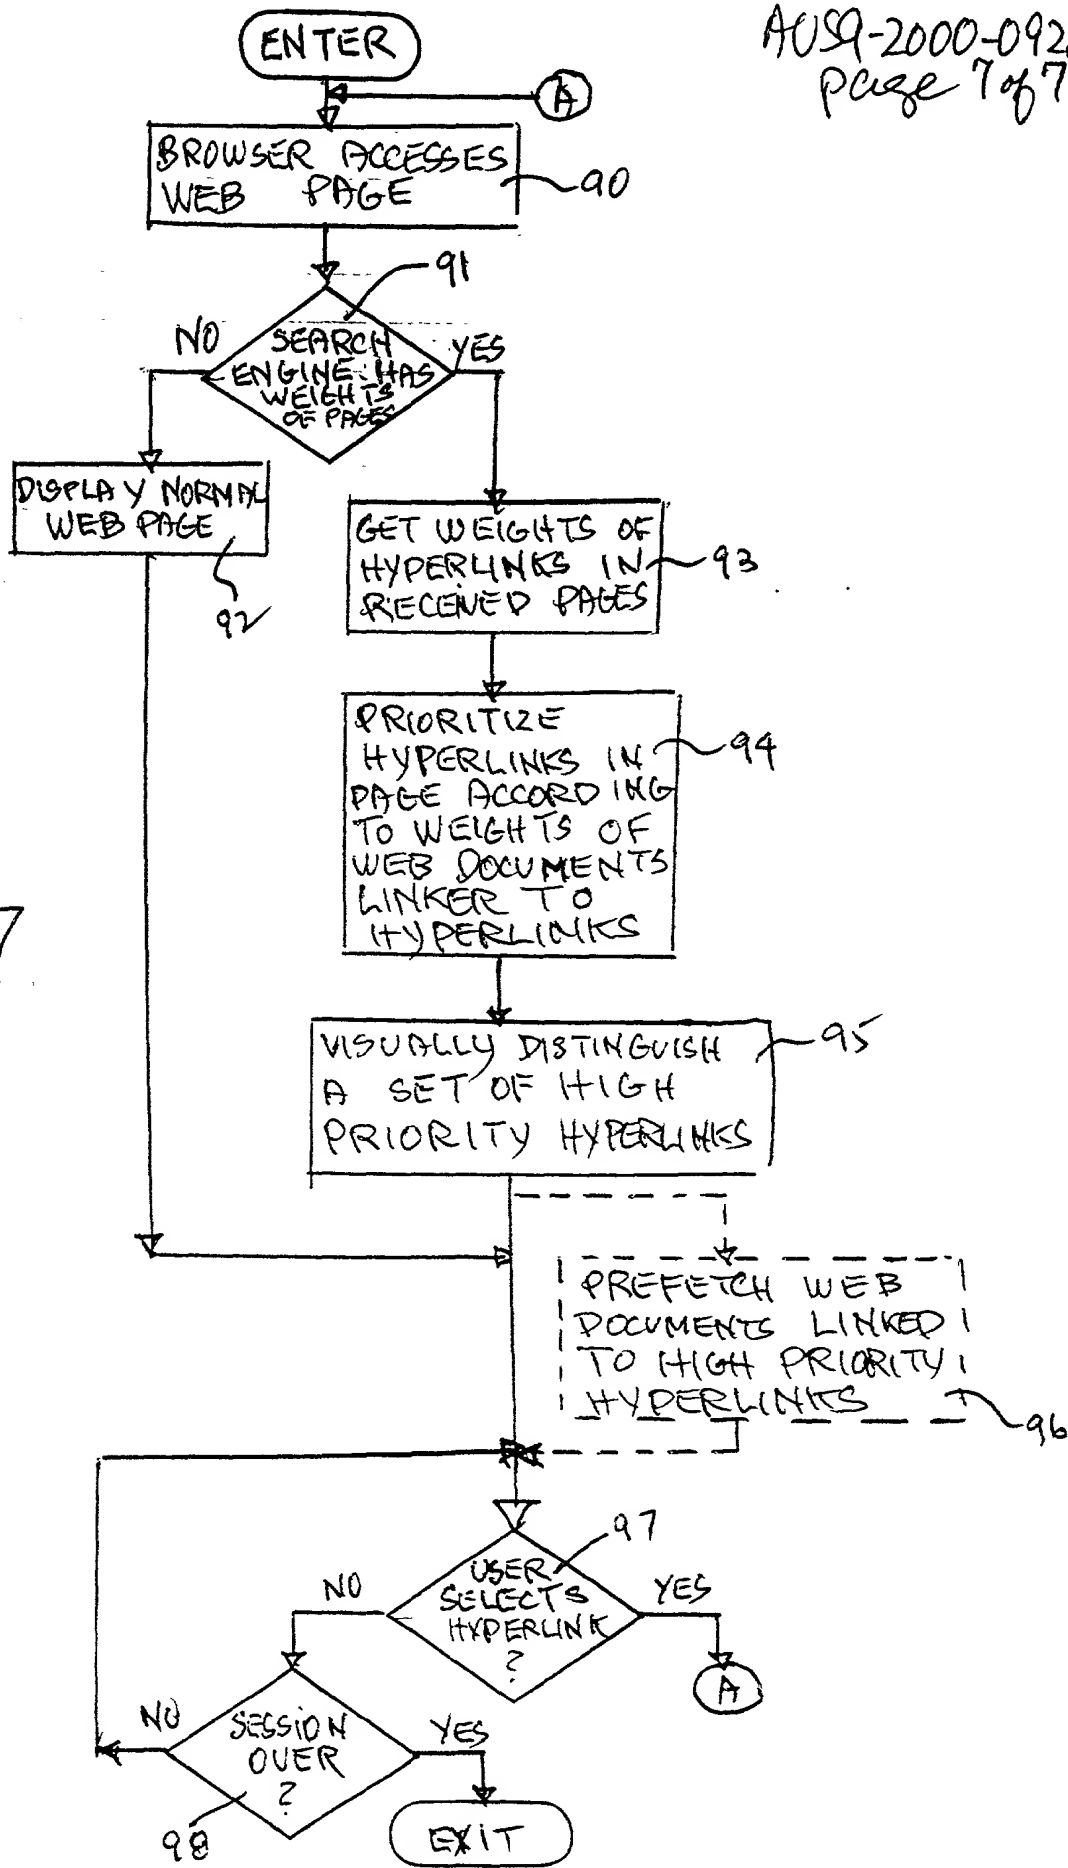 ENTER
AUS9-2000-092
page 7 of 7
A
BROWSER ACCESSES
WEB PAGE
90
91
NO
SEARCH
ENGINE HAS
WEIGHTS
OF PAGES
YES
DISPLAY NORMAL
WEB PAGE
92
GET WEIGHTS OF
HYPERLINKS IN
RECEIVED PAGES
93
PRIORITIZE
HYPERLINKS IN
PAGE ACCORDING
TO WEIGHTS OF
WEB DOCUMENTS
LINKER TO
HYPERLINKS
94
7
VISUALLY DISTINGUISH
A SET OF HIGH
PRIORITY HYPERLINKS
95
PREFETCH WEB
DOCUMENTS LINKED
TO HIGH PRIORITY
HYPERLINKS
96
97
NO
USER
SELECTS
HYPERLINK
?
YES
A
NO
SESSION
OVER
?
YES
98
EXIT